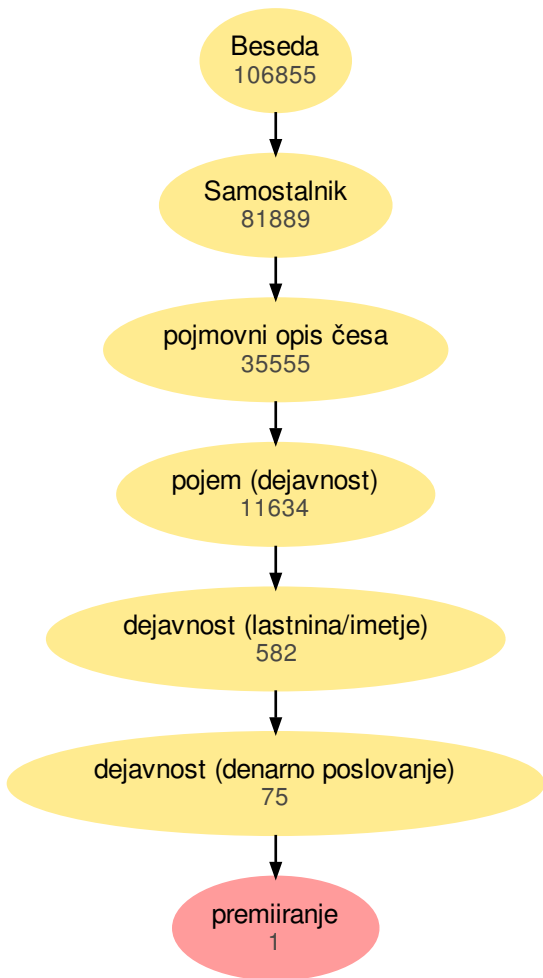 Beseda
106855
Samostalnik
81889
pojmovni opis česa
35555
pojem (dejavnost)
11634
dejavnost (lastnina/imetje)
582
dejavnost (denarno poslovanje)
75
premiiranje
1